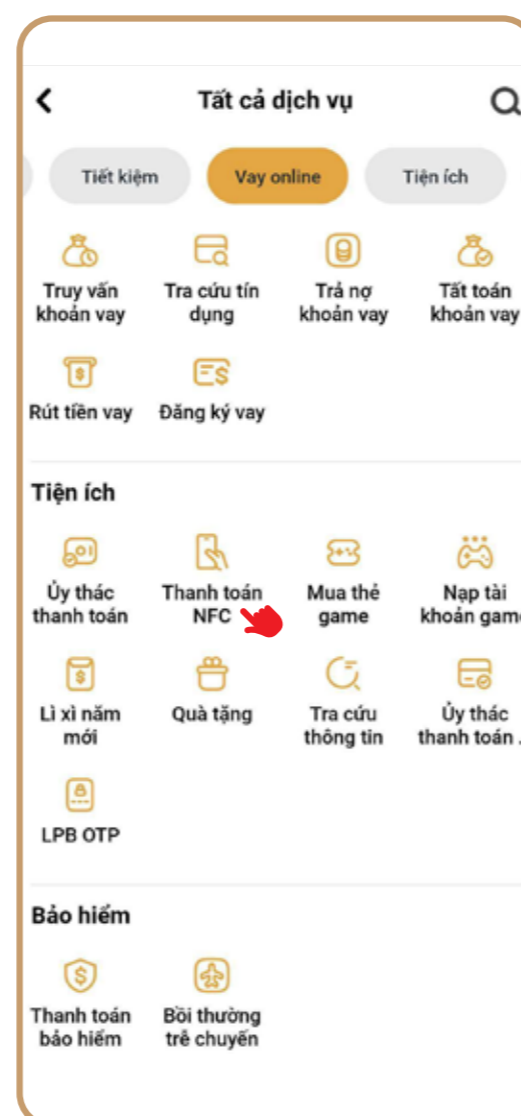 Tất cả dịch vụ
Tiết kiệm Vay online Tiện ích
Truy vấn Tra cứu tín Trả nợ Tất toán
khoản vay dụng khoản vay khoản vay
Rút tiền vay Đăng ký vay
Tiện ích
Ủy thác Thanh toán Mua thẻ Nạp tài
thanh toán NFC game khoản game
Lì xì năm Quà tặng Tra cứu Ủy thác
mới thông tin thanh toán .
LPB OTP
Bảo hiểm
Thanh toán Bồi thường
bảo hiểm trễ chuyến